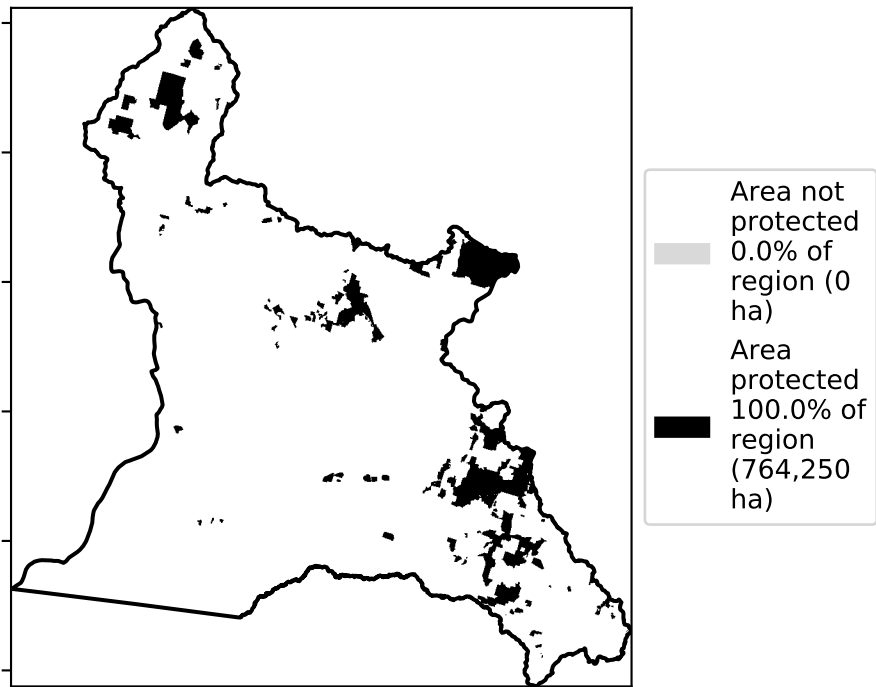 Area not
protected
0.0% of
region (0
ha)
Area
protected
100.0% of
region
(764,250
ha)